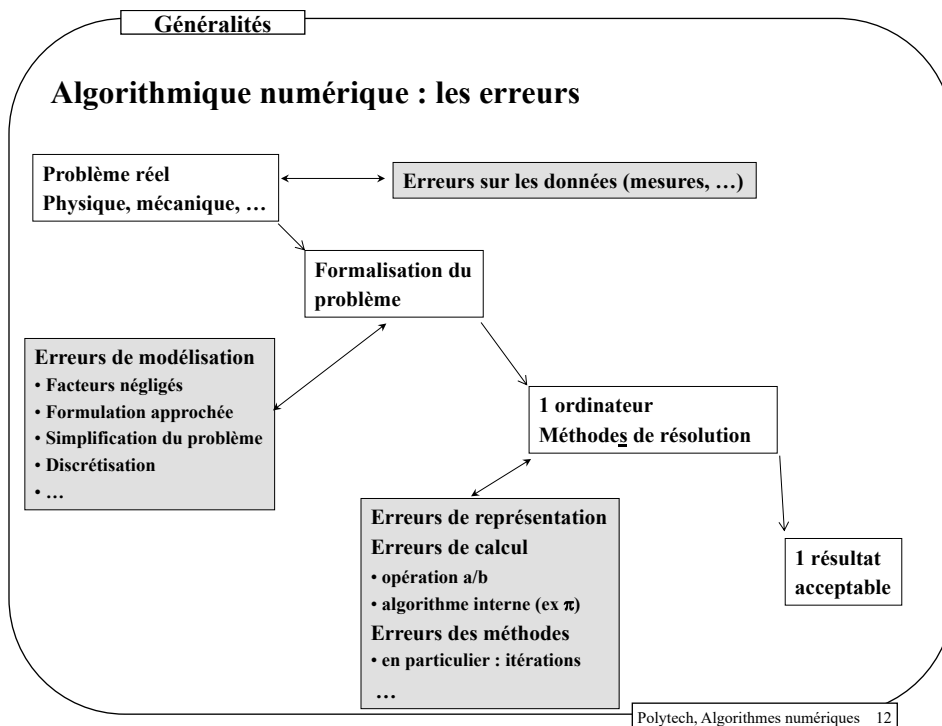 Généralités
Algorithmique numérique : les erreurs
Problème réel
Physique, mécanique, …
Erreurs sur les données (mesures, …)
Formalisation du
problème
Erreurs de modélisation
• Facteurs négligés
• Formulation approchée
• Simplification du problème
• Discrétisation
• …
1 ordinateur
Méthodes de résolution
Erreurs de représentation
Erreurs de calcul
• opération a/b
• algorithme interne (ex π)
Erreurs des méthodes
• en particulier : itérations
…
1 résultat
acceptable
Polytech, Algorithmes numériques 12